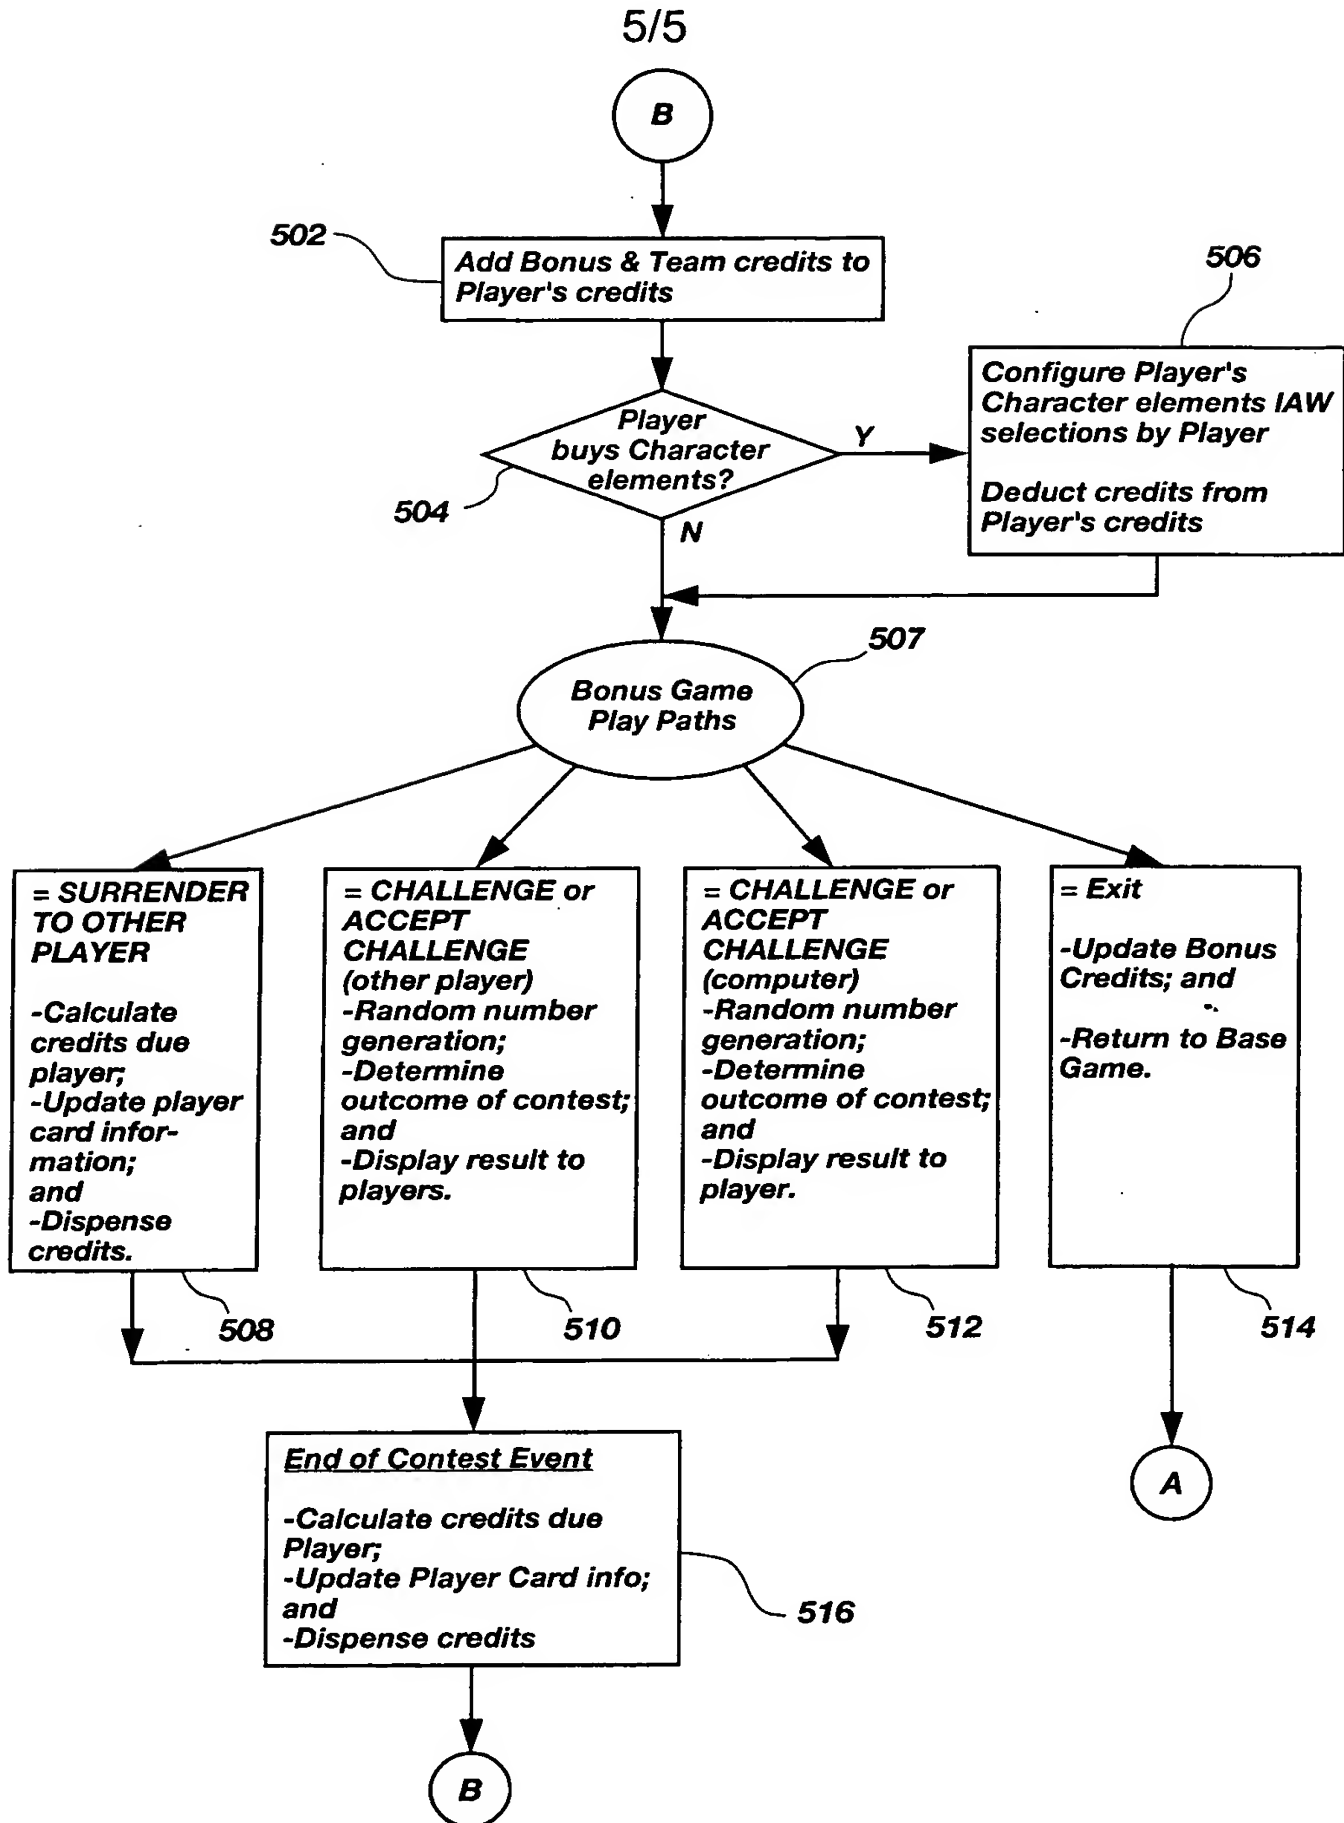 5/5
B
502
Add Bonus & Team credits to
Player's credits
506
Configure Player's
Character elements IAW
selections by Player
Deduct credits from
Player's credits
Player
buys Character
elements?
Y
504
N
507
Bonus Game
Play Paths
= SURRENDER
TO OTHER
PLAYER
-Calculate
credits due
player;
-Update player
card infor-
mation;
and
-Dispense
credits.
508
= CHALLENGE or
ACCEPT
CHALLENGE
(other player)
-Random number
generation;
-Determine
outcome of contest;
and
-Display result to
players.
510
= CHALLENGE or
ACCEPT
CHALLENGE
(computer)
-Random number
generation;
-Determine
outcome of contest;
and
-Display result to
player.
512
= Exit
-Update Bonus
Credits; and
-Return to Base
Game.
514
End of Contest Event
-Calculate credits due
Player;
-Update Player Card info;
and
-Dispense credits
516
A
B